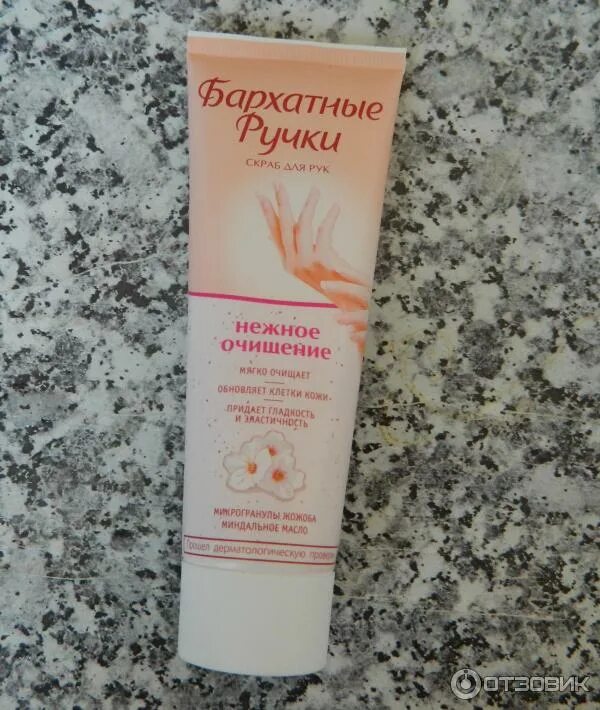 Бархатные
Ручки
СКРАБ ДЛЯ РУК
НЕЖНОЕ
ОЧИЩЕНИЕ
МЯГКО ОЧИЩАЕТ
ОБНОВЛЯЕТ КЛЕТКИ КОЖИ
ПРИДАЕТ ГЛАДКОСТЬ
И ЭЛАСТИЧНОСТЬ
МИКРОГРАНУЛЫ ЖОЖОБА
МИНДАЛЬНОЕ МАСЛО
Прошел дерматологическую
ОТЗОВИК